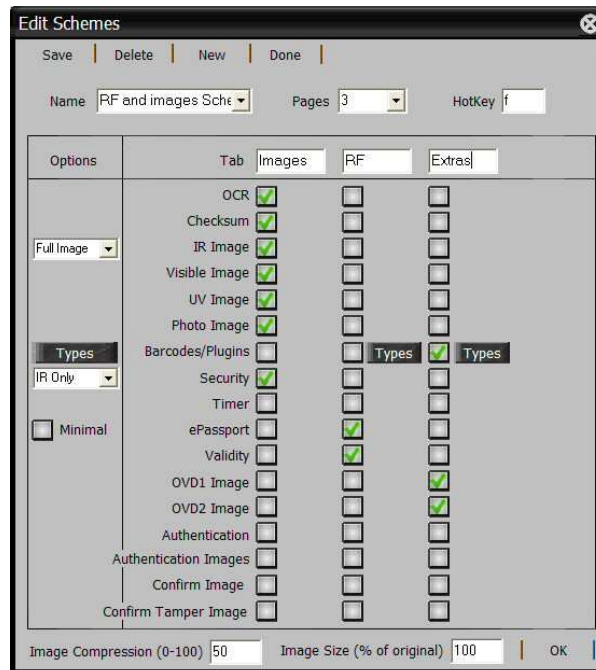 Edit Schemes
Save Delete New Done
Name RF and images Sche Pages 3 HotKey f
Options Tab Images RF Extras
OCR
Checksum
Full Image IR Image
Visible Image
UV Image
Photo Image
Types Barcodes/Plugins Types Types
IR Only Security
Timer
Minimal ePassport
Validity
OVD1 Image
OVD2 Image
Authentication
Authentication Images
Confirm Image
Confirm Tamper Image
Image Compression (0-100) 50 Image Size (% of original) 100 OK